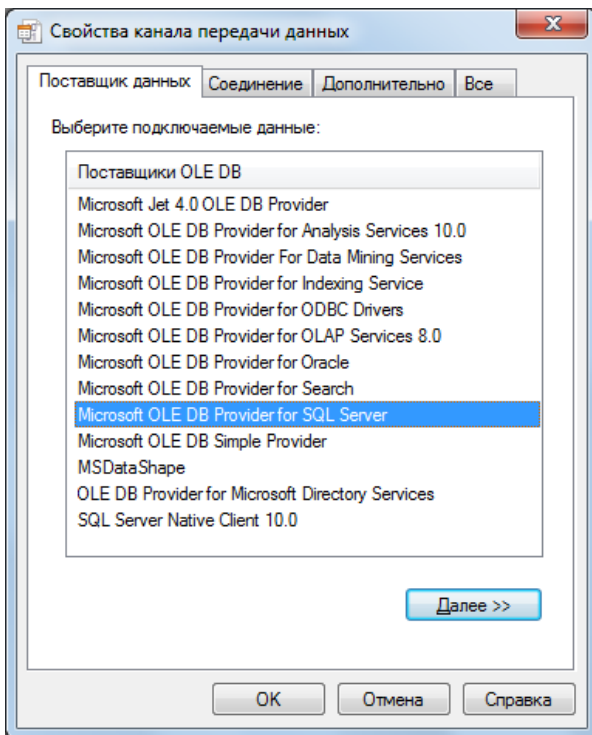 Свойства канала передачи данных
Поставщик данных Соединение Дополнительно Все
Выберите подключаемые данные:
Поставщики OLE DB
Microsoft Jet 4.0 OLE DB Provider
Microsoft OLE DB Provider for Analysis Services 10.0
Microsoft OLE DB Provider For Data Mining Services
Microsoft OLE DB Provider for Indexing Service
Microsoft OLE DB Provider for ODBC Drivers
Microsoft OLE DB Provider for OLAP Services 8.0
Microsoft OLE DB Provider for Oracle
Microsoft OLE DB Provider for Search
Microsoft OLE DB Provider for SQL Server
Microsoft OLE DB Simple Provider
MSDataShape
OLE DB Provider for Microsoft Directory Services
SQL Server Native Client 10.0
Далее >>
OK Отмена Справка